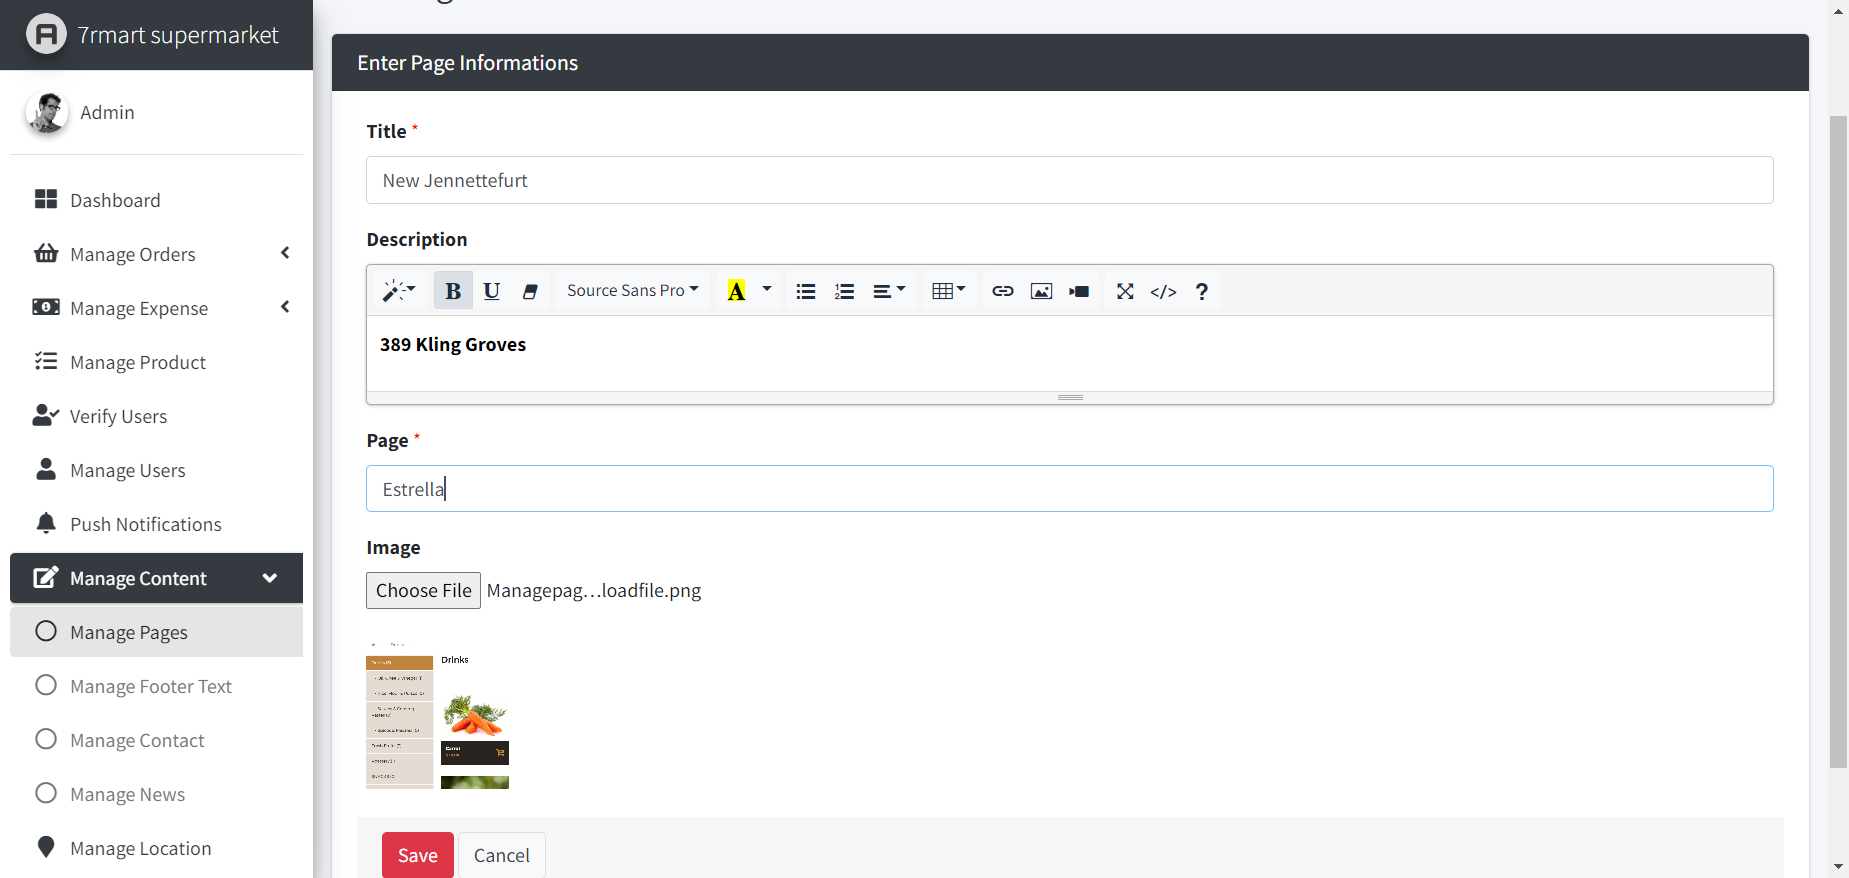 7rmart supermarket
Admin
Dashboard
Manage Orders
Manage Expense
Manage Product
Verify Users
Manage Users
Push Notifications
Manage Content
Manage Pages
Manage Footer Text
Manage Contact
Manage News
Manage Location
Enter Page Informations
Title *
New Jennettefurt
Description
B U Source Sans Pro A </> ?
389 Kling Groves
Page *
Estrella
Image
Choose File Managepag...loadfile.png
Drinks
Carrot
Save Cancel